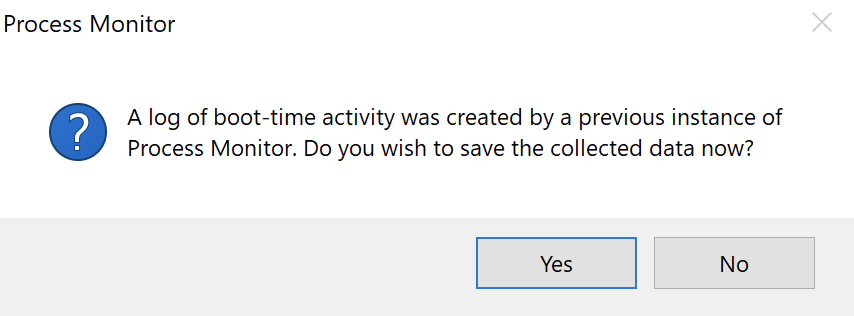 Process Monitor
A log of boot-time activity was created by a previous instance of
Process Monitor. Do you wish to save the collected data now?
Yes
No